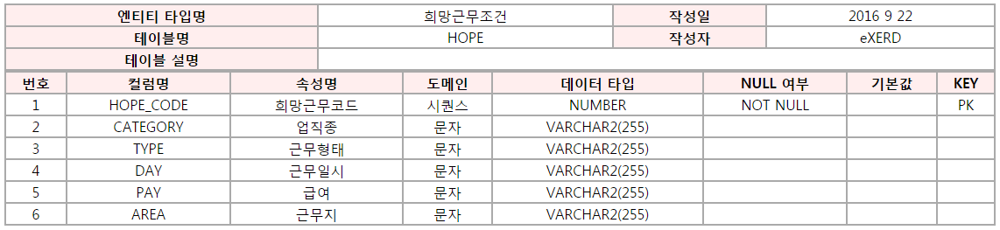 엔티티 타입명 희망근무조건 작성일 2016 9 22
테이블명 HOPE 작성자 eXERD
테이블 설명
번호 컬럼명 속성명 도메인 데이터 타입 NULL 여부 기본값 KEY
1 HOPE_CODE 희망근무코드 시퀀스 NUMBER NOT NULL PK
2 CATEGORY 업직종 문자 VARCHAR2(255)
3 TYPE 근무형태 문자 VARCHAR2(255)
4 DAY 근무일시 문자 VARCHAR2(255)
5 PAY 급여 문자 VARCHAR2(255)
6 AREA 근무지 문자 VARCHAR2(255)